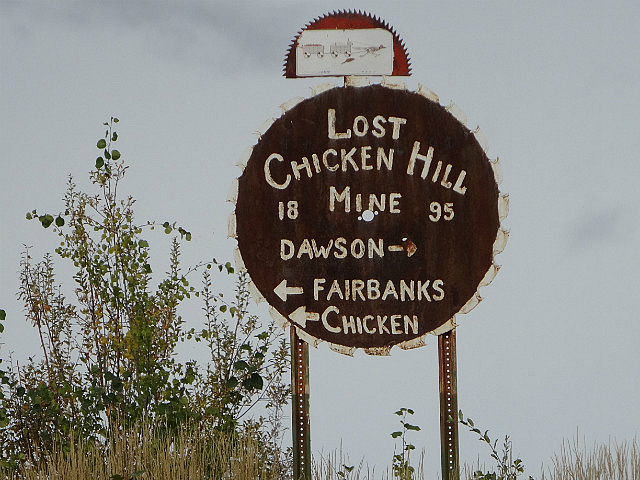 LOST
CHICKEN HILL
MINE
18 95
DAWSON→
← FAIRBANKS
← CHICKEN